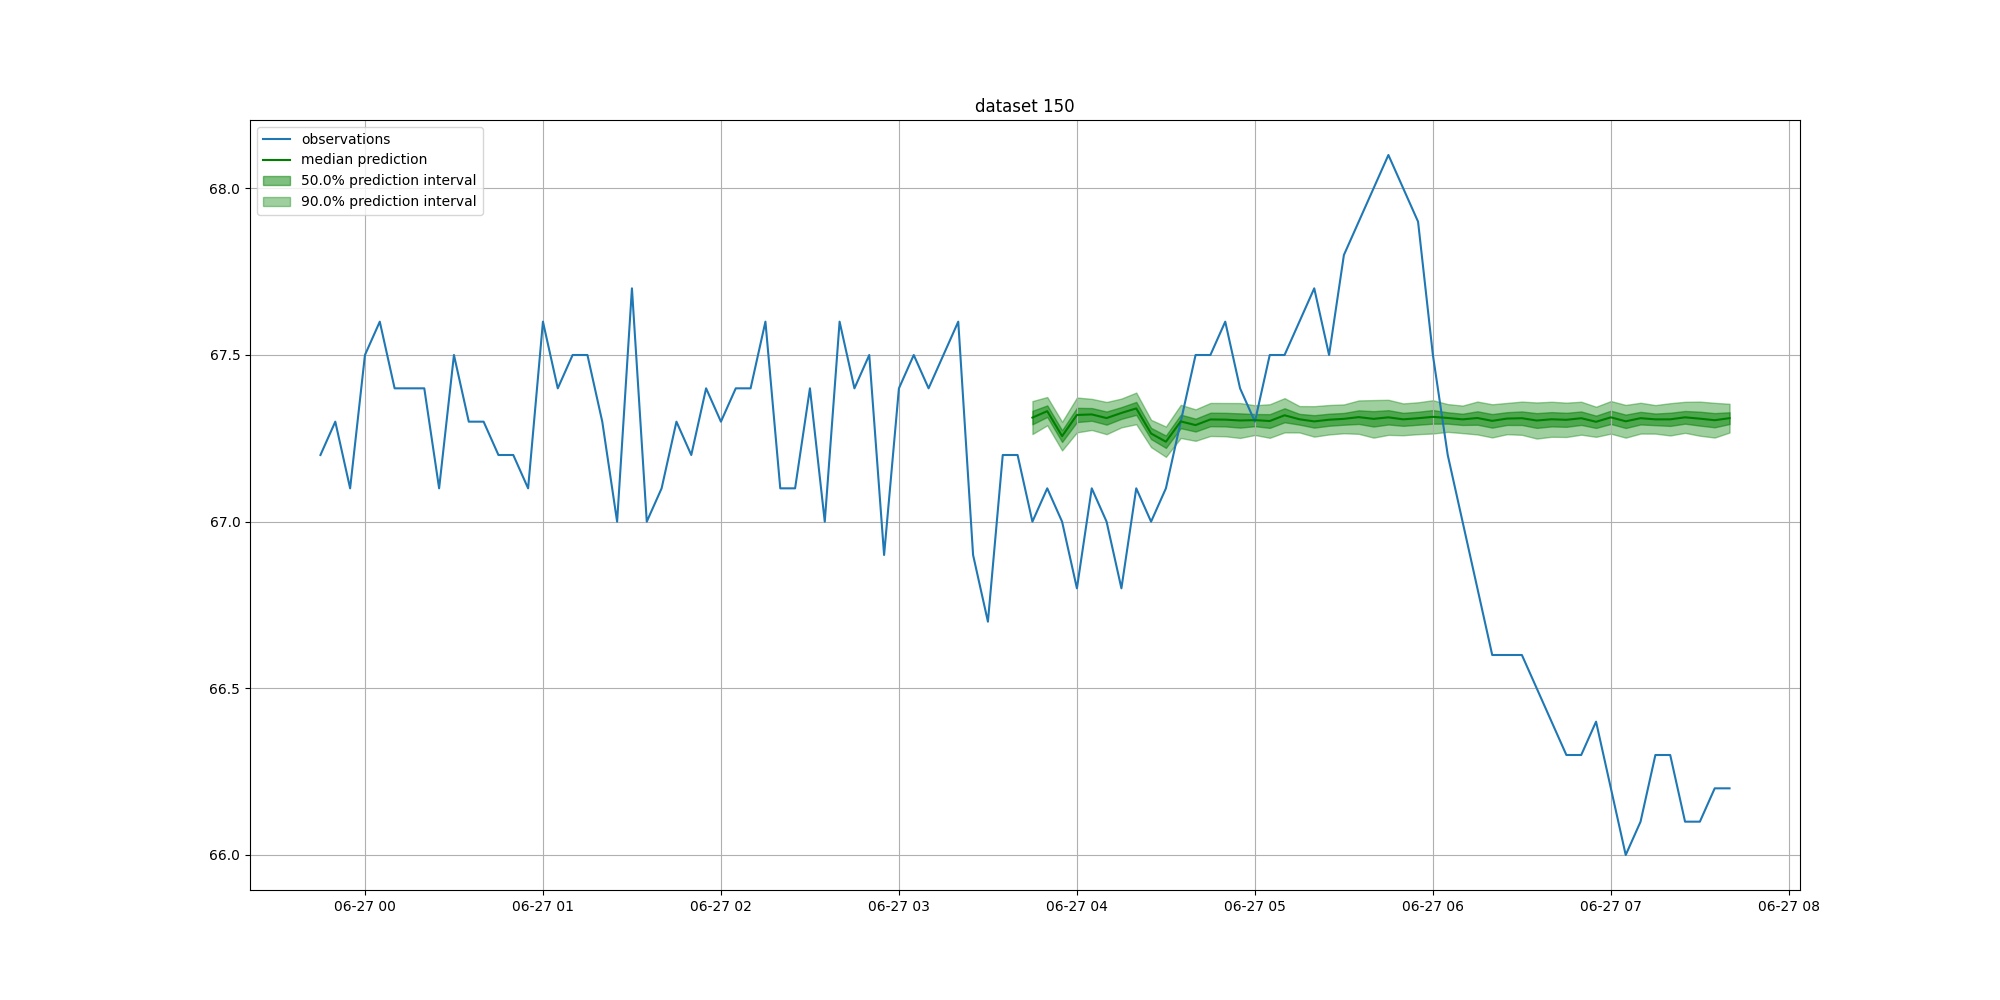 dataset 150
observations
median prediction
50.0% prediction interval
90.0% prediction interval
68.0
67.5
67.0
66.5
66.0
06-27 00 06-27 01 06-27 02 06-27 03 06-27 04 06-27 05 06-27 06 06-27 07 06-27 08